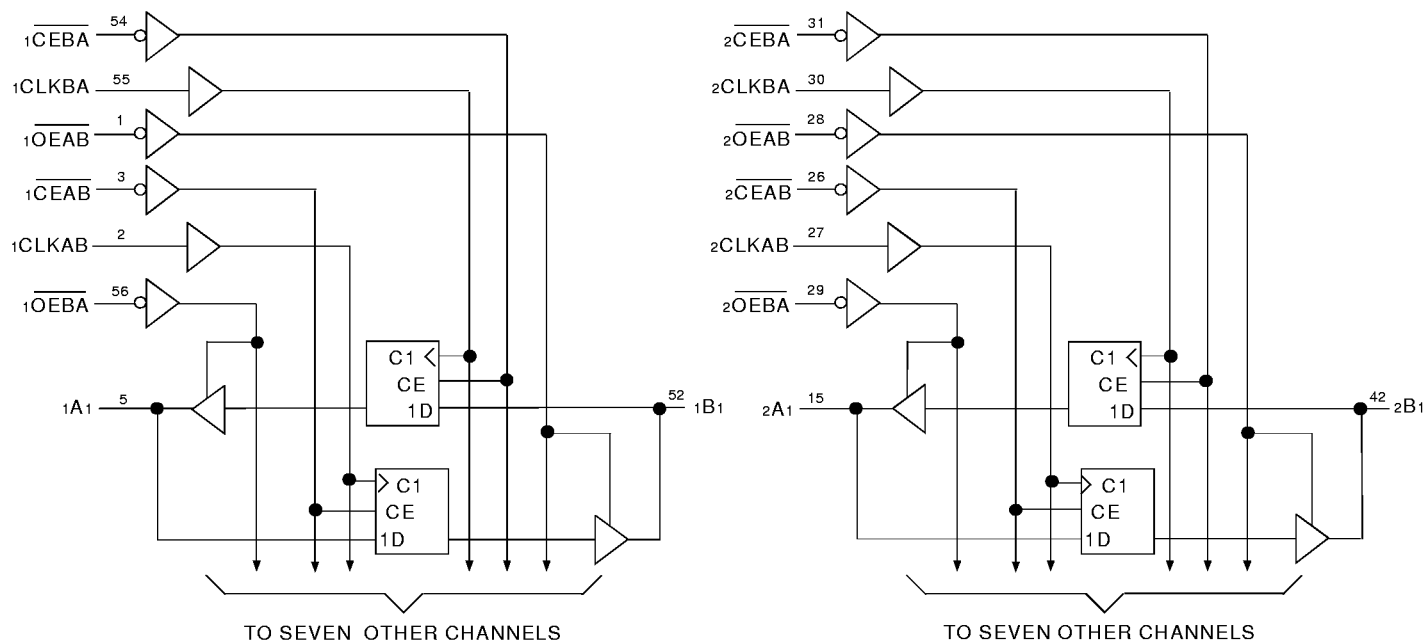 54
1CEBA
55
1CLKBA
1
1OEAB
3
1CEAB
2
1CLKAB
56
1OEBA
C1
CE
1D
1A1
5
52
1B1
C1
CE
1D
TO SEVEN OTHER CHANNELS
31
2CEBA
30
2CLKBA
28
2OEAB
26
2CEAB
27
2CLKAB
29
2OEBA
C1
CE
1D
2A1
15
42
2B1
C1
CE
1D
TO SEVEN OTHER CHANNELS